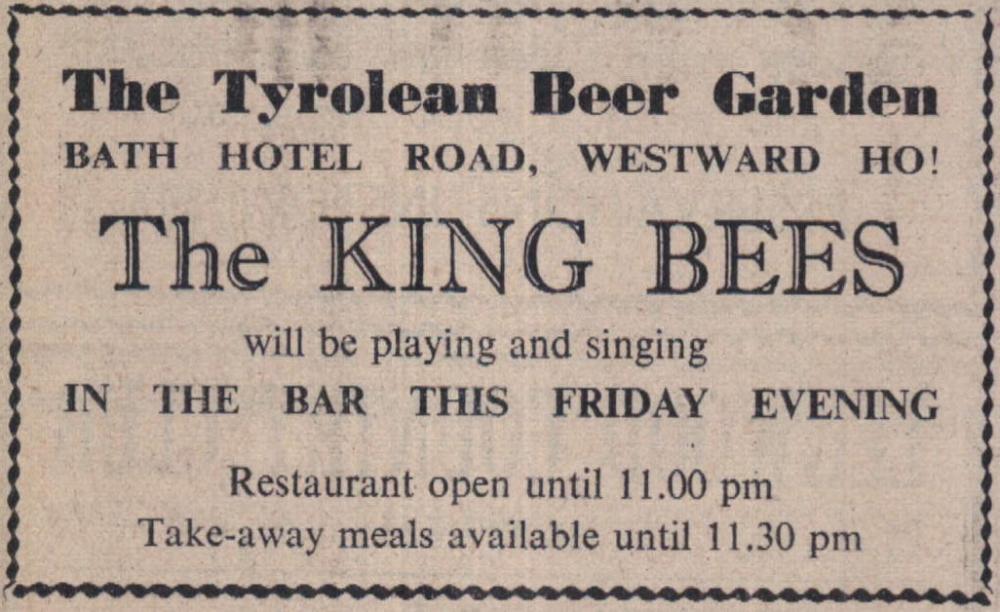 The Tyrolean Beer Garden
BATH HOTEL ROAD, WESTWARD HO!
The KING BEES
will be playing and singing
IN THE BAR THIS FRIDAY EVENING
Restaurant open until 11.00 pm
Take-away meals available until 11.30 pm